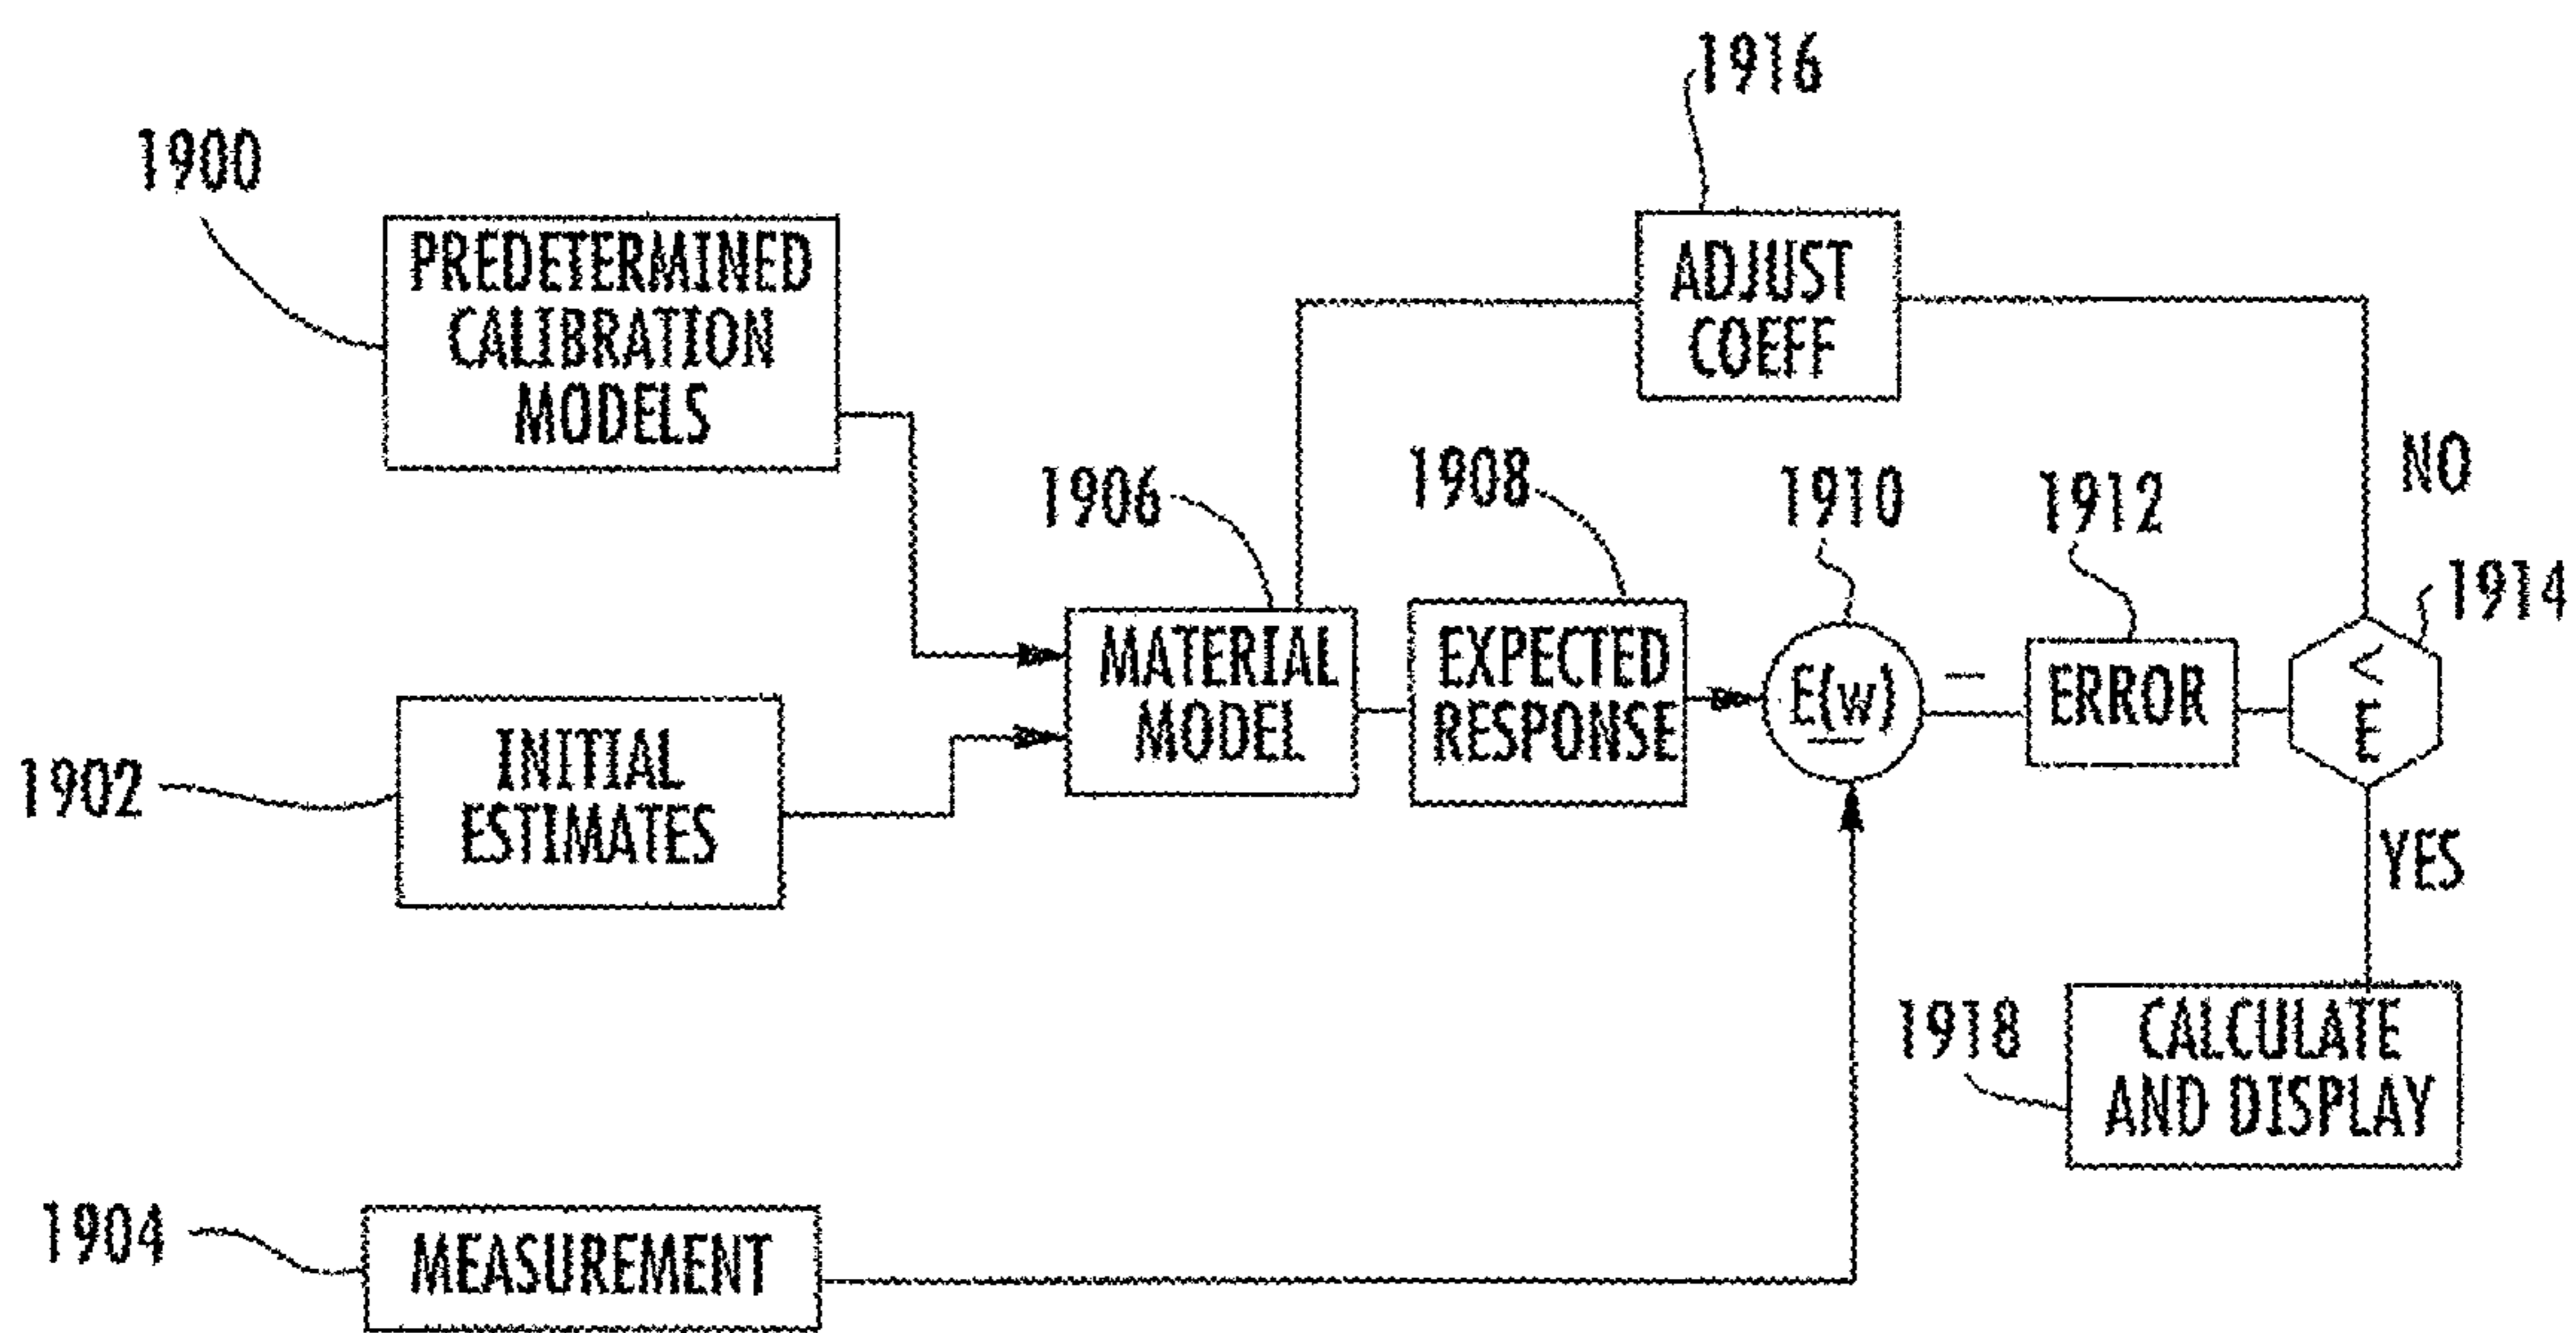 1916
1900
PREDETERMINED
CALIBRATION
MODELS
ADJUST
COEFF
NO
1906
1908
1910
1912
1914
MATERIAL
MODEL
EXPECTED
RESPONSE
E(w)
—
ERROR
<
E
1902
INITIAL
ESTIMATES
YES
1918
CALCULATE
AND DISPLAY
1904
MEASUREMENT